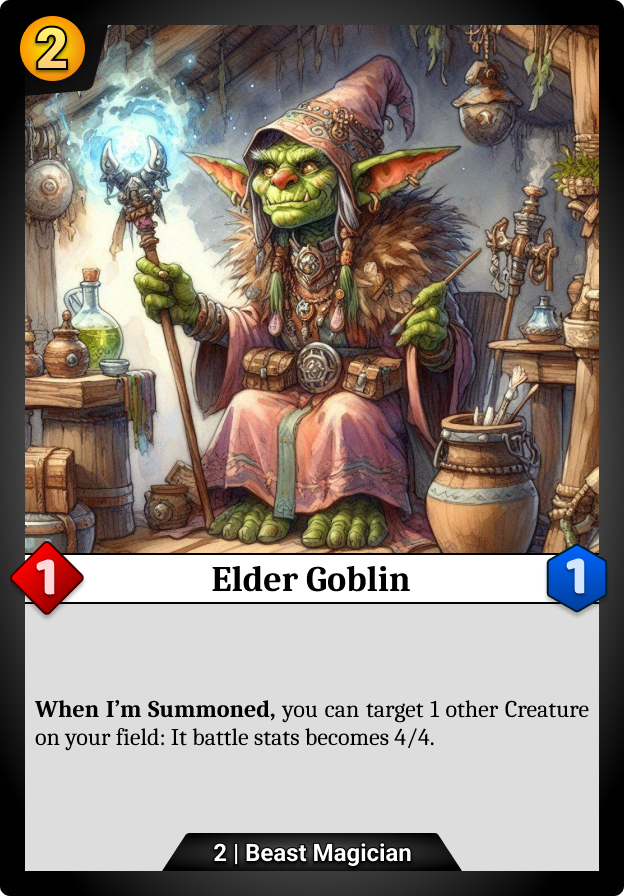 2
1
Elder Goblin
1
When I’m Summoned, you can target 1 other Creature
on your field: It battle stats becomes 4/4.
2 | Beast Magician